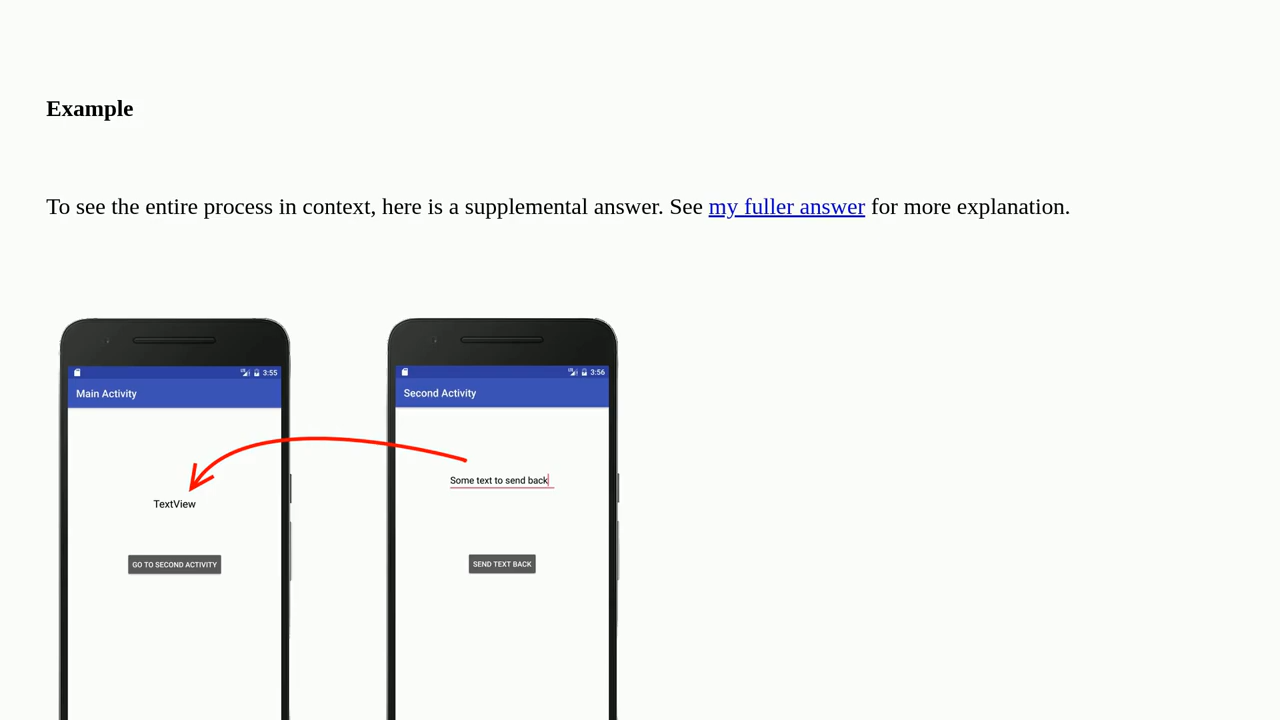 Example
To see the entire process in context, here is a supplemental answer. See my fuller answer for more explanation.
3:55
Main Activity
TextView
GO TO SECOND ACTIVITY
3:56
Second Activity
Some text to send back
SEND TEXT BACK